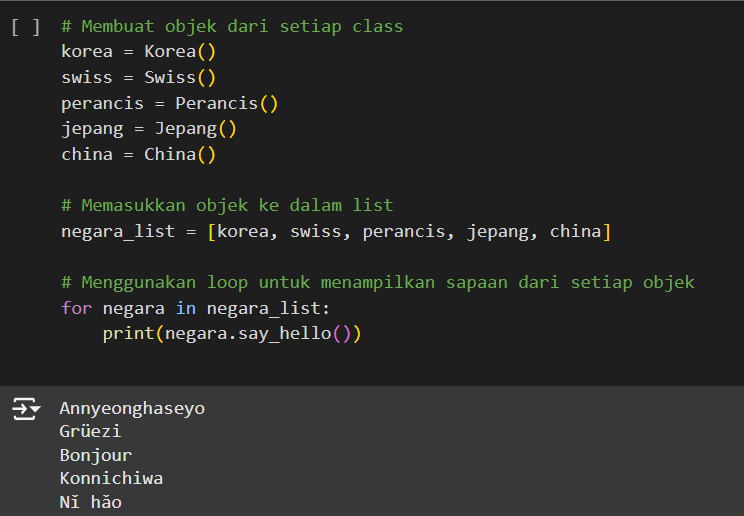 [ ] # Membuat objek dari setiap class
korea = Korea()
swiss = Swiss()
perancis = Perancis()
jepang = Jepang()
china = China()
# Memasukkan objek ke dalam list
negara_list = [korea, swiss, perancis, jepang, china]
# Menggunakan loop untuk menampilkan sapaan dari setiap objek
for negara in negara_list:
    print(negara.say_hello())
Annyeonghaseyo
Grüezi
Bonjour
Konnichiwa
Nǐ hǎo